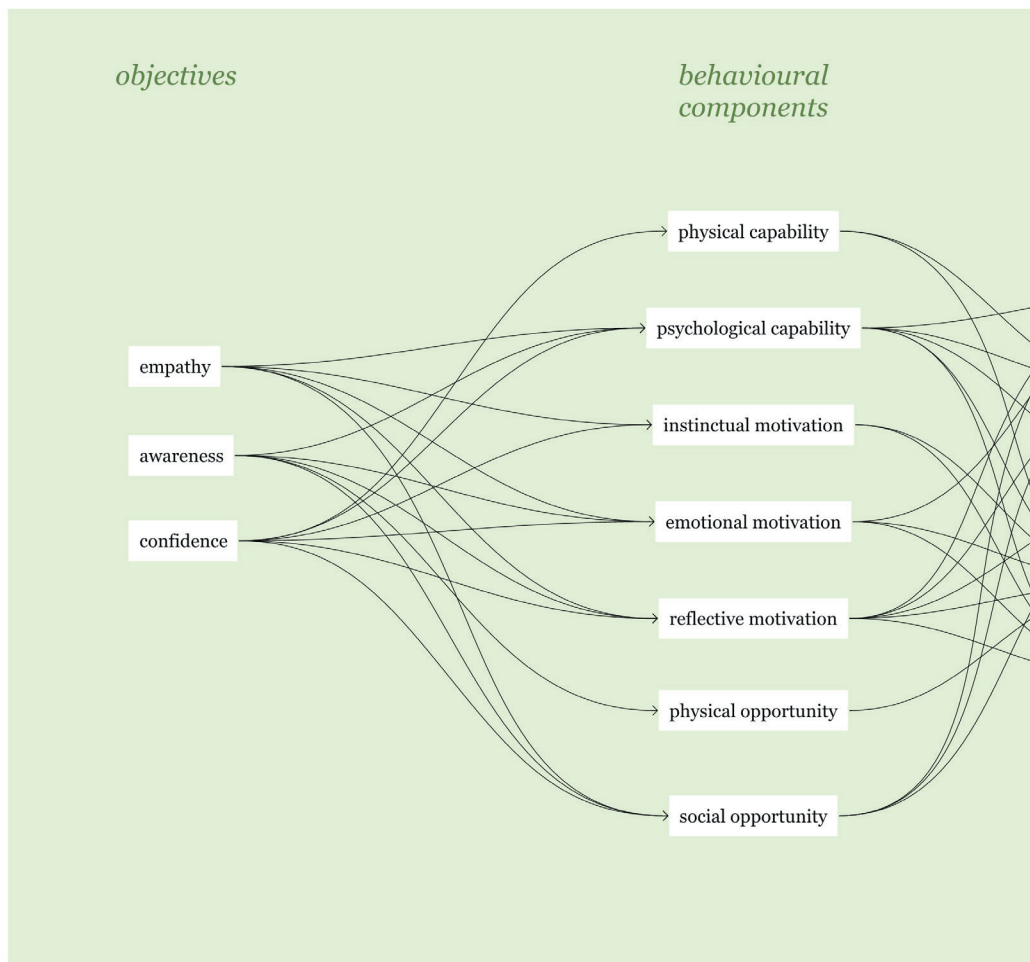 objectives
behavioural
components
physical capability
psychological capability
empathy
instinctual motivation
awareness
emotional motivation
confidence
reflective motivation
physical opportunity
social opportunity